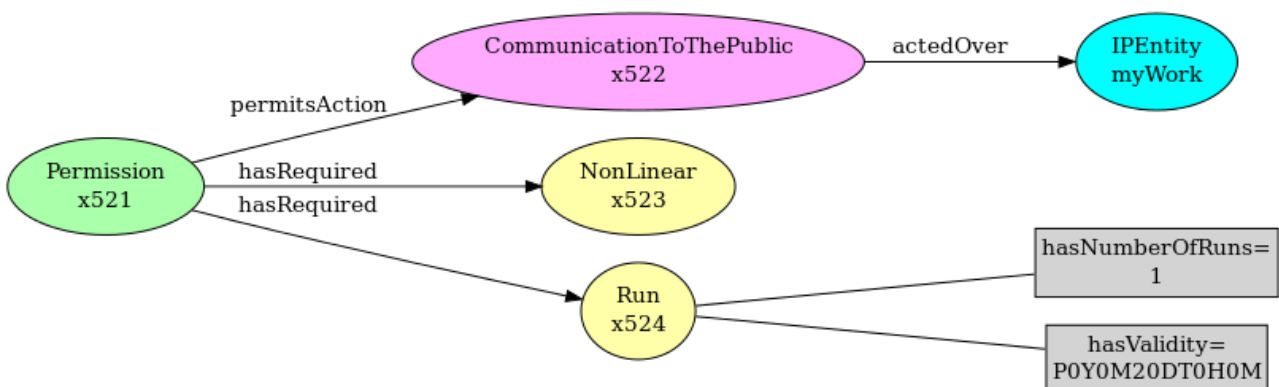 CommunicationToThePublic
x522
actedOver
IPEntity
myWork
permitsAction
Permission
x521
hasRequired
NonLinear
x523
hasRequired
Run
x524
hasNumberOfRuns=
1
hasValidity=
P0Y0M20DT0H0M